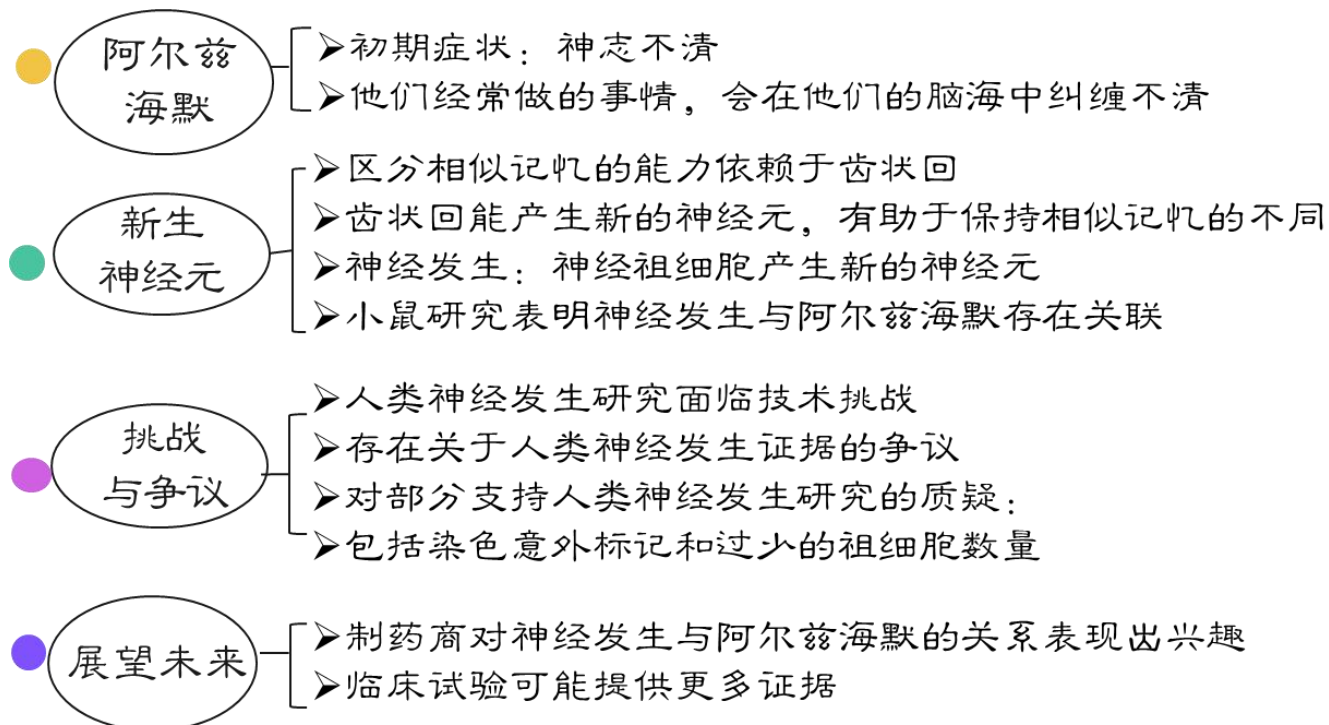 阿尔兹
海默
➤初期症状：神志不清
➤他们经常做的事情，会在他们的脑海中纠缠不清
新生
神经元
➤区分相似记忆的能力依赖于齿状回
➤齿状回能产生新的神经元，有助于保持相似记忆的不同
➤神经发生：神经祖细胞产生新的神经元
➤小鼠研究表明神经发生与阿尔兹海默存在关联
挑战
与争议
➤人类神经发生研究面临技术挑战
➤存在关于人类神经发生证据的争议
➤对部分支持人类神经发生研究的质疑：
➤包括染色意外标记和过少的祖细胞数量
展望未来
➤制药商对神经发生与阿尔兹海默的关系表现出兴趣
➤临床试验可能提供更多证据